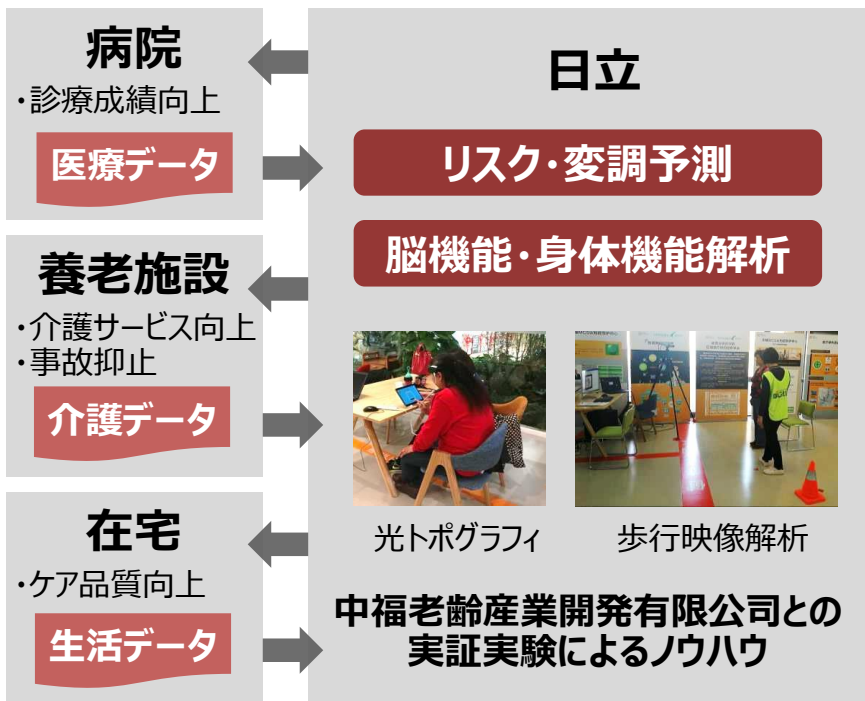 病院
・診療成績向上
医療データ
養老施設
・介護サービス向上
・事故抑止
介護データ
在宅
・ケア品質向上
生活データ
日立
リスク・変調予測
脳機能・身体機能解析
光トポグラフィ
歩行映像解析
中福老齢産業開発有限公司との
実証実験によるノウハウ